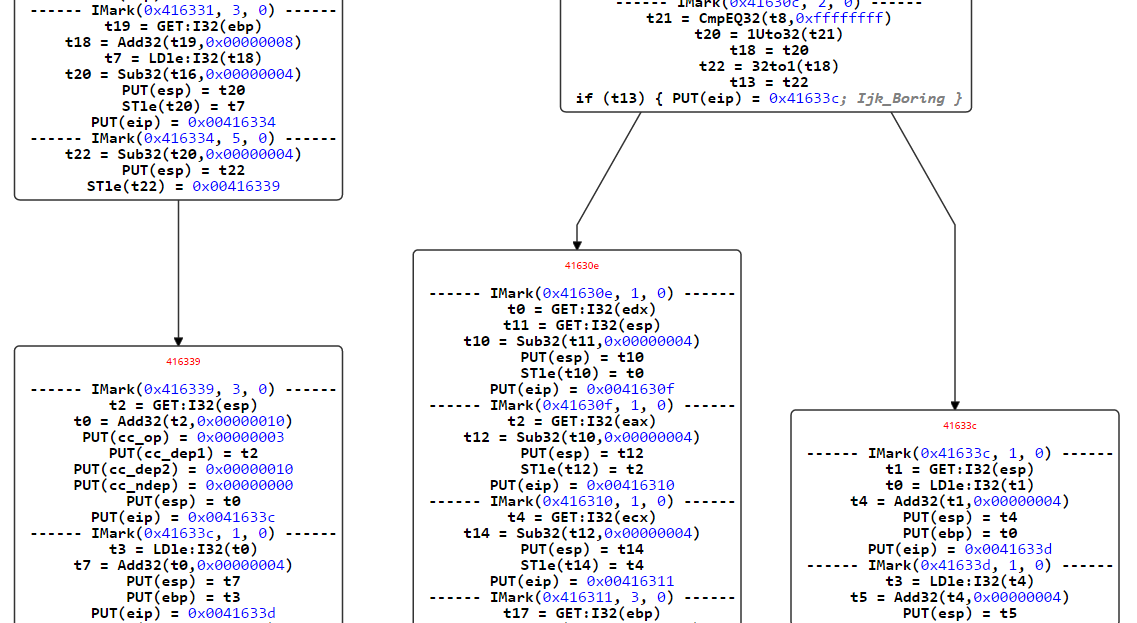 ------ IMark(0x416331, 3, 0) ------
t19 = GET:I32(ebp)
t18 = Add32(t19,0x00000008)
t7 = LDle:I32(t18)
t20 = Sub32(t16,0x00000004)
PUT(esp) = t20
STle(t20) = t7
PUT(eip) = 0x00416334
------ IMark(0x416334, 5, 0) ------
t22 = Sub32(t20,0x00000004)
PUT(esp) = t22
STle(t22) = 0x00416339
------ IMark(0x41630c, 2, 0) ------
t21 = CmpEQ32(t8,0xffffffff)
t20 = 1Uto32(t21)
t18 = t20
t22 = 32to1(t18)
t13 = t22
if (t13) { PUT(eip) = 0x41633c; Ijk_Boring }
416339
------ IMark(0x416339, 3, 0) ------
t2 = GET:I32(esp)
t0 = Add32(t2,0x00000010)
PUT(cc_op) = 0x00000003
PUT(cc_dep1) = t2
PUT(cc_dep2) = 0x00000010
PUT(cc_ndep) = 0x00000000
PUT(esp) = t0
PUT(eip) = 0x0041633c
------ IMark(0x41633c, 1, 0) ------
t3 = LDle:I32(t0)
t7 = Add32(t0,0x00000004)
PUT(esp) = t7
PUT(ebp) = t3
PUT(eip) = 0x0041633d
41630e
------ IMark(0x41630e, 1, 0) ------
t0 = GET:I32(edx)
t11 = GET:I32(esp)
t10 = Sub32(t11,0x00000004)
PUT(esp) = t10
STle(t10) = t0
PUT(eip) = 0x0041630f
------ IMark(0x41630f, 1, 0) ------
t2 = GET:I32(eax)
t12 = Sub32(t10,0x00000004)
PUT(esp) = t12
STle(t12) = t2
PUT(eip) = 0x00416310
------ IMark(0x416310, 1, 0) ------
t4 = GET:I32(ecx)
t14 = Sub32(t12,0x00000004)
PUT(esp) = t14
STle(t14) = t4
PUT(eip) = 0x00416311
------ IMark(0x416311, 3, 0) ------
t17 = GET:I32(ebp)
41633c
------ IMark(0x41633c, 1, 0) ------
t1 = GET:I32(esp)
t0 = LDle:I32(t1)
t4 = Add32(t1,0x00000004)
PUT(esp) = t4
PUT(ebp) = t0
PUT(eip) = 0x0041633d
------ IMark(0x41633d, 1, 0) ------
t3 = LDle:I32(t4)
t5 = Add32(t4,0x00000004)
PUT(esp) = t5